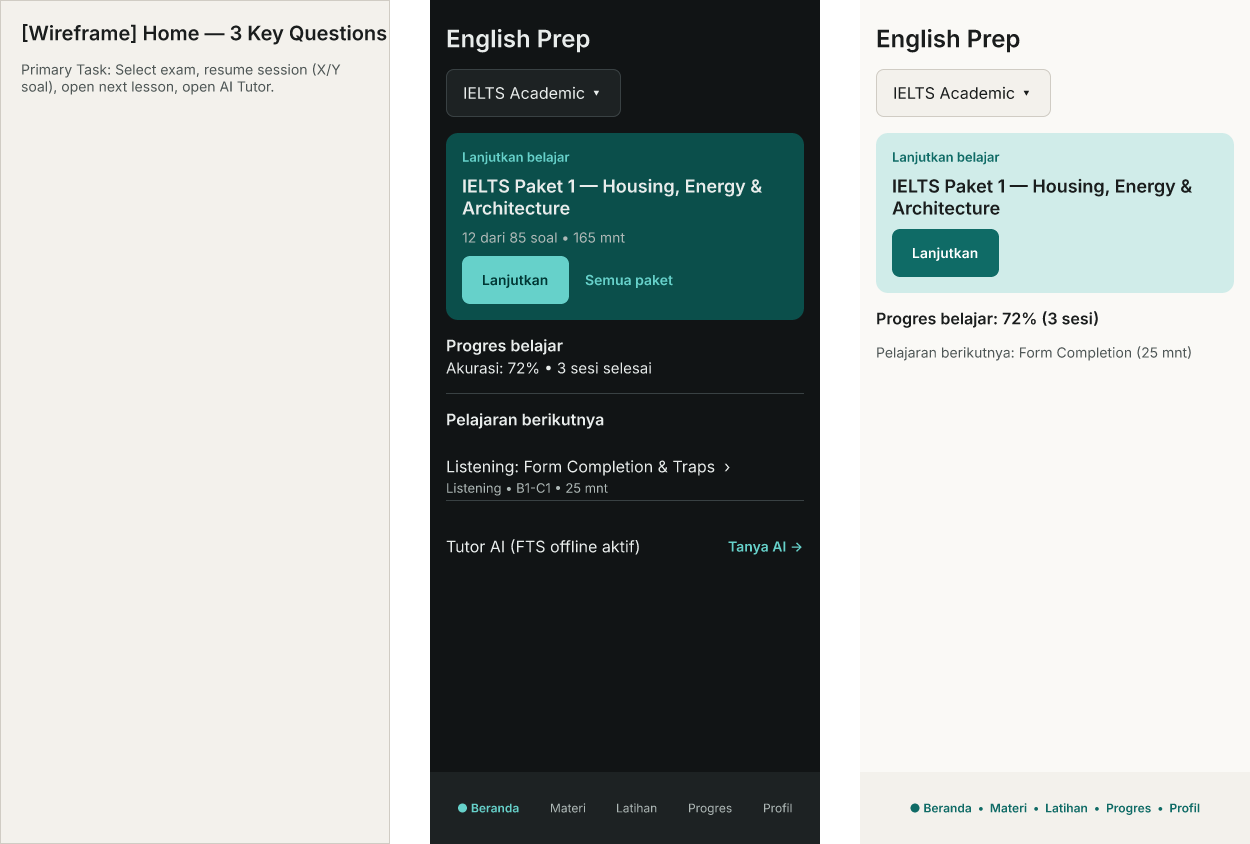 [Wireframe] Home — 3 Key Questions
Primary Task: Select exam, resume session (X/Y
soal), open next lesson, open AI Tutor.
English Prep
IELTS Academic ▾
Lanjutkan belajar
IELTS Paket 1 — Housing, Energy &
Architecture
12 dari 85 soal • 165 mnt
Lanjutkan
Semua paket
Progres belajar
Akurasi: 72% • 3 sesi selesai
Pelajaran berikutnya
Listening: Form Completion & Traps ›
Listening • B1-C1 • 25 mnt
Tutor AI (FTS offline aktif)
Tanya AI →
● Beranda Materi Latihan Progres Profil
English Prep
IELTS Academic ▾
Lanjutkan belajar
IELTS Paket 1 — Housing, Energy &
Architecture
Lanjutkan
Progres belajar: 72% (3 sesi)
Pelajaran berikutnya: Form Completion (25 mnt)
● Beranda • Materi • Latihan • Progres • Profil